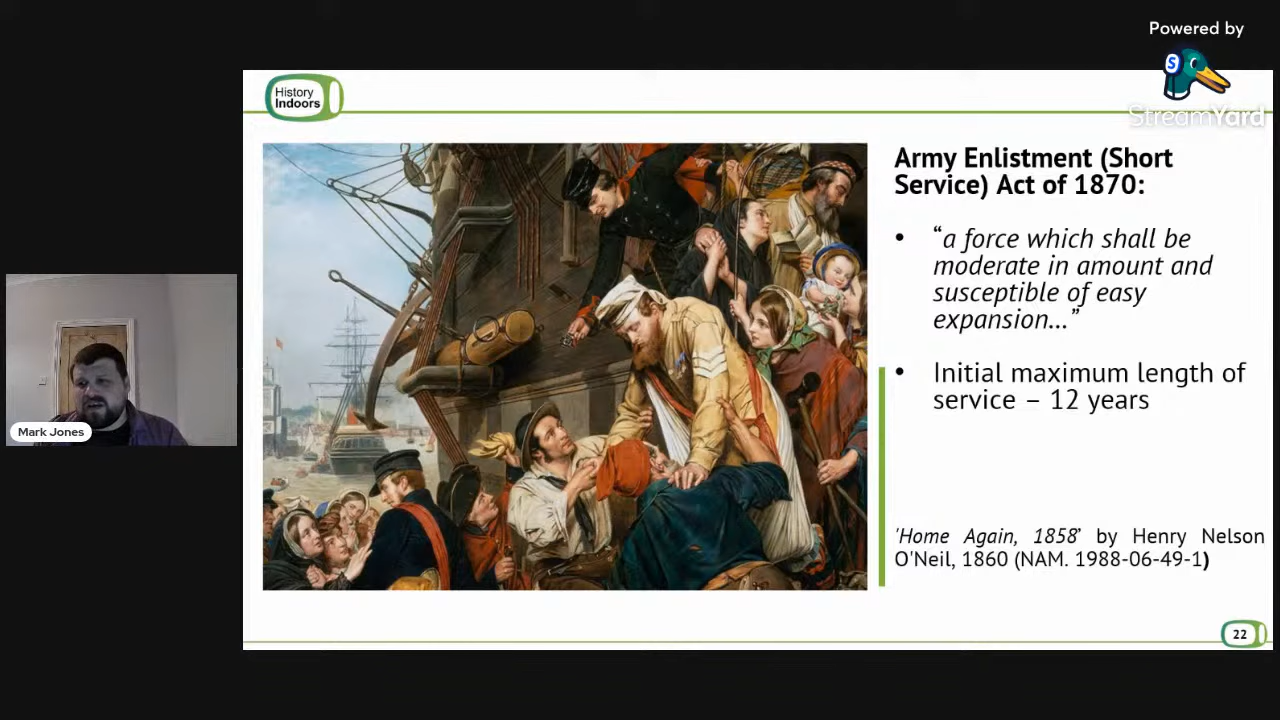 Powered by
S
StreamYard
History
Indoors
Army Enlistment (Short
Service) Act of 1870:
• “a force which shall be
moderate in amount and
susceptible of easy
expansion…”
• Initial maximum length of
service – 12 years
'Home Again, 1858’ by Henry Nelson
O'Neil, 1860 (NAM. 1988-06-49-1)
22
Mark Jones